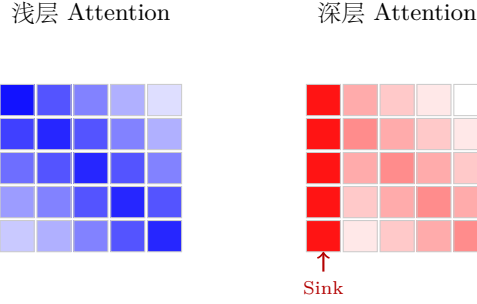 浅层 Attention
深层 Attention
Sink